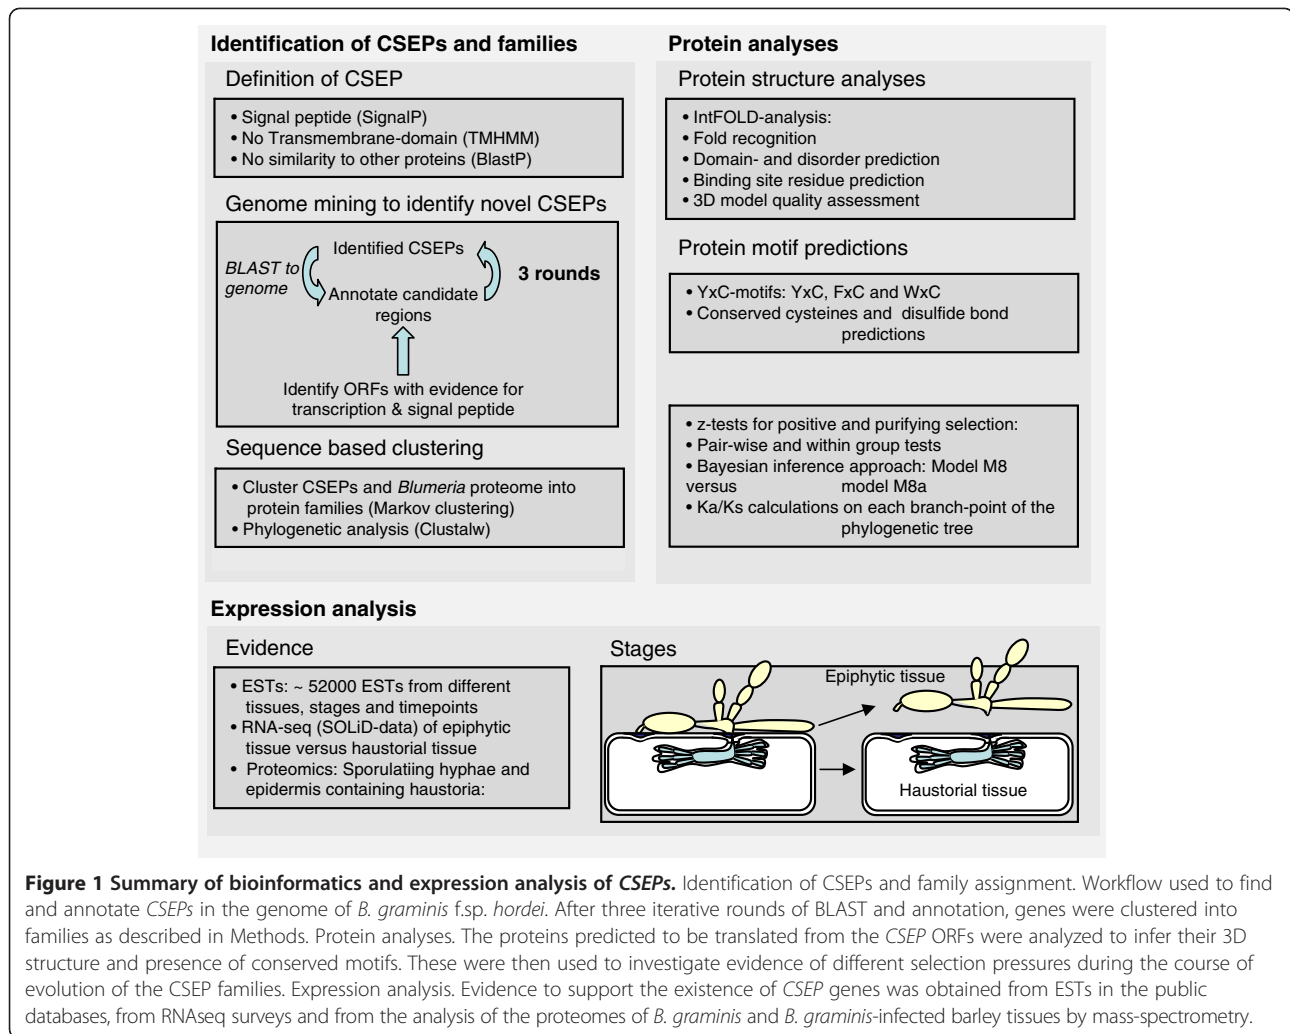 Identification of CSEPs and families
Definition of CSEP
• Signal peptide (SignalP)
• No Transmembrane-domain (TMHMM)
• No similarity to other proteins (BlastP)
Genome mining to identify novel CSEPs
Identified CSEPs
BLAST to
genome
3 rounds
Annotate candidate
regions
Identify ORFs with evidence for
transcription & signal peptide
Sequence based clustering
• Cluster CSEPs and Blumeria proteome into
protein families (Markov clustering)
• Phylogenetic analysis (Clustalw)
Protein analyses
Protein structure analyses
• IntFOLD-analysis:
• Fold recognition
• Domain- and disorder prediction
• Binding site residue prediction
• 3D model quality assessment
Protein motif predictions
• YxC-motifs: YxC, FxC and WxC
• Conserved cysteines and disulfide bond
predictions
• z-tests for positive and purifying selection:
• Pair-wise and within group tests
• Bayesian inference approach: Model M8
versus model M8a
• Ka/Ks calculations on each branch-point of the
phylogenetic tree
Expression analysis
Evidence
• ESTs: ~ 52000 ESTs from different
tissues, stages and timepoints
• RNA-seq (SOLiD-data) of epiphytic
tissue versus haustorial tissue
• Proteomics: Sporulatiing hyphae and
epidermis containing haustoria:
Stages
Epiphytic tissue
Haustorial tissue
Figure 1 Summary of bioinformatics and expression analysis of CSEPs. Identification of CSEPs and family assignment. Workflow used to find
and annotate CSEPs in the genome of B. graminis f.sp. hordei. After three iterative rounds of BLAST and annotation, genes were clustered into
families as described in Methods. Protein analyses. The proteins predicted to be translated from the CSEP ORFs were analyzed to infer their 3D
structure and presence of conserved motifs. These were then used to investigate evidence of different selection pressures during the course of
evolution of the CSEP families. Expression analysis. Evidence to support the existence of CSEP genes was obtained from ESTs in the public
databases, from RNAseq surveys and from the analysis of the proteomes of B. graminis and B. graminis-infected barley tissues by mass-spectrometry.